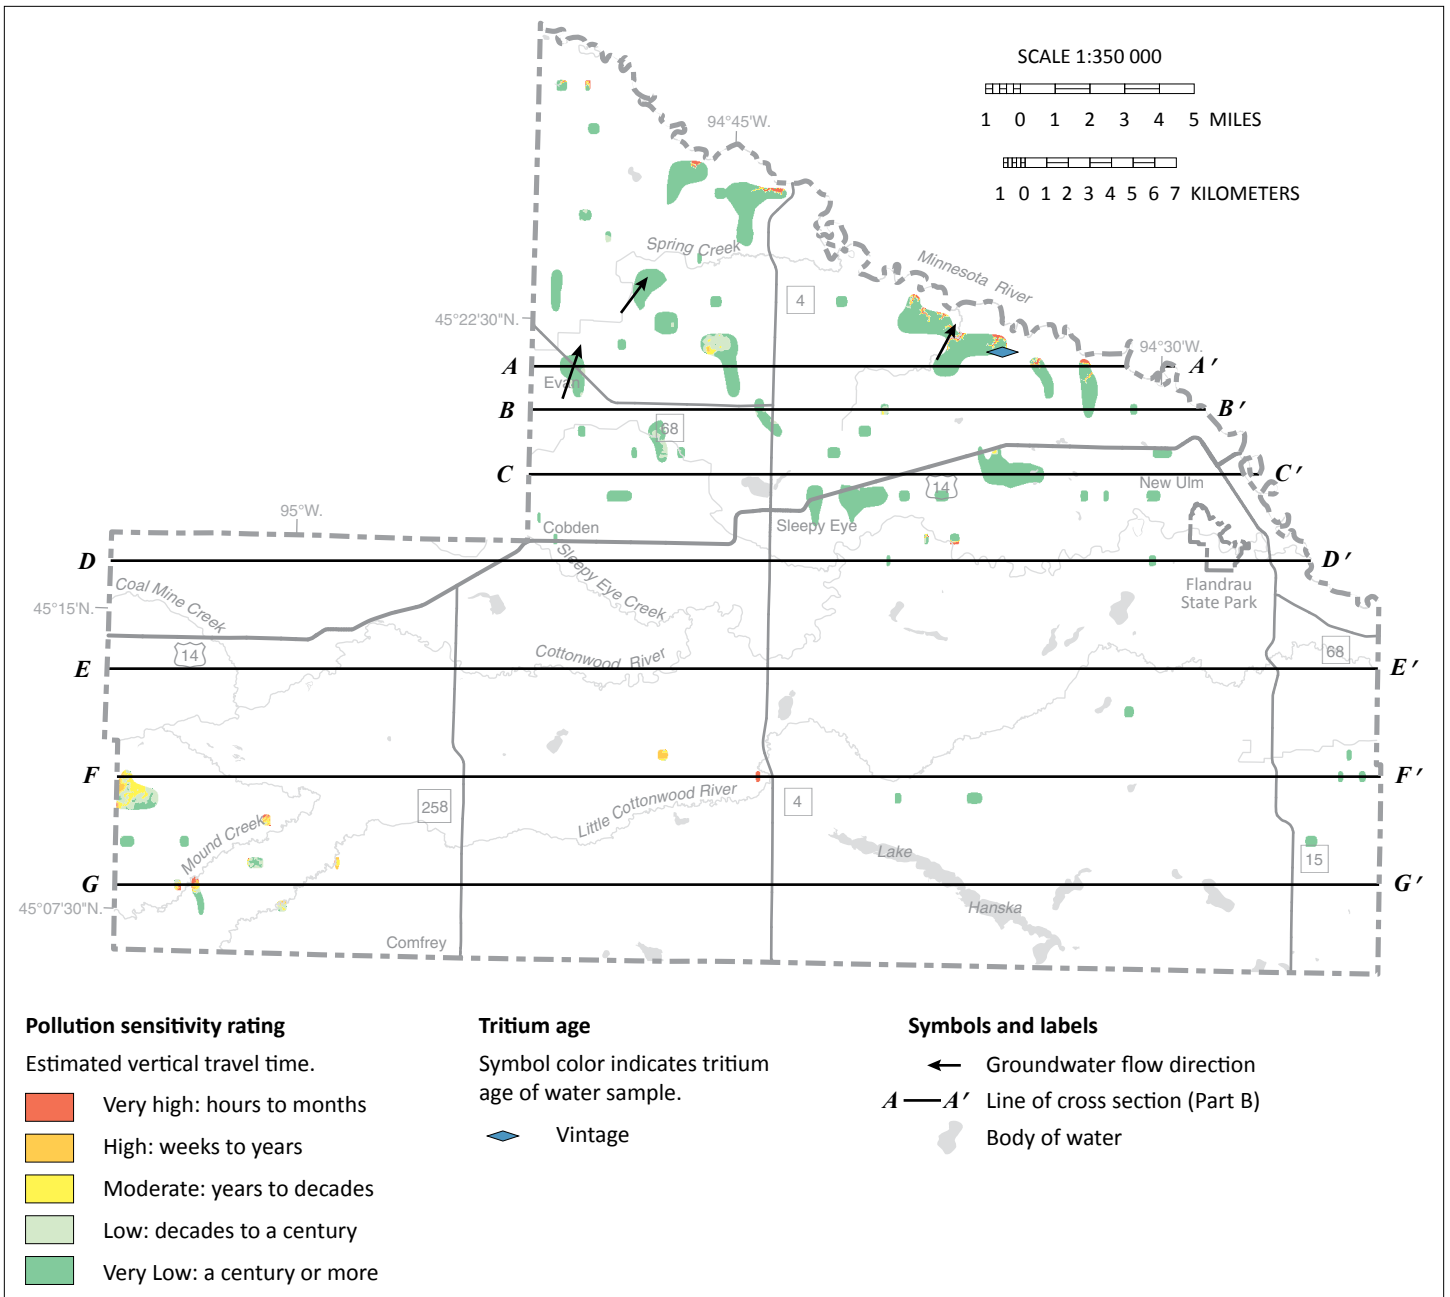 SCALE 1:350 000
1 0 1 2 3 4 5 MILES
1 0 1 2 3 4 5 6 7 KILOMETERS
94°45'W.
Spring Creek
Minnesota River
4
45°22'30"N.
94°30'W.
A A'
Evan
B B'
68
C C'
14
New Ulm
95°W.
Cobden
Sleepy Eye
D D'
Coal Mine Creek
Sleepy Eye Creek
Flandrau
State Park
45°15'N.
14
Cottonwood River
68
E E'
F F'
258
Little Cottonwood River
4
Mound Creek
Lake
15
G G'
45°07'30"N.
Hanska
Comfrey
Pollution sensitivity rating
Estimated vertical travel time.
Very high: hours to months
High: weeks to years
Moderate: years to decades
Low: decades to a century
Very Low: a century or more
Tritium age
Symbol color indicates tritium
age of water sample.
Vintage
Symbols and labels
Groundwater flow direction
A A' Line of cross section (Part B)
Body of water